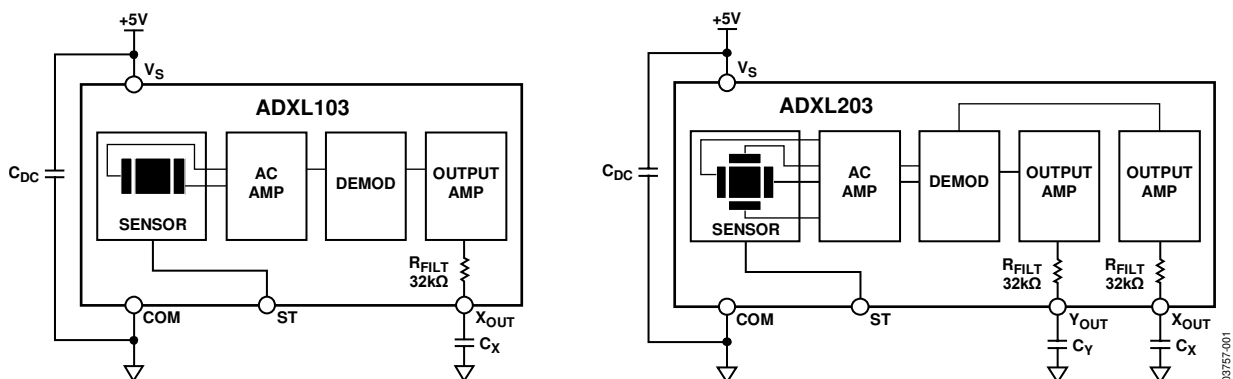 +5V
VS
ADXL103
CDC
SENSOR
AC
AMP
DEMOD
OUTPUT
AMP
RFILT
32kΩ
COM
ST
XOUT
CX
+5V
VS
ADXL203
CDC
SENSOR
AC
AMP
DEMOD
OUTPUT
AMP
OUTPUT
AMP
RFILT
32kΩ
RFILT
32kΩ
COM
ST
YOUT
XOUT
CY
CX
03757-001